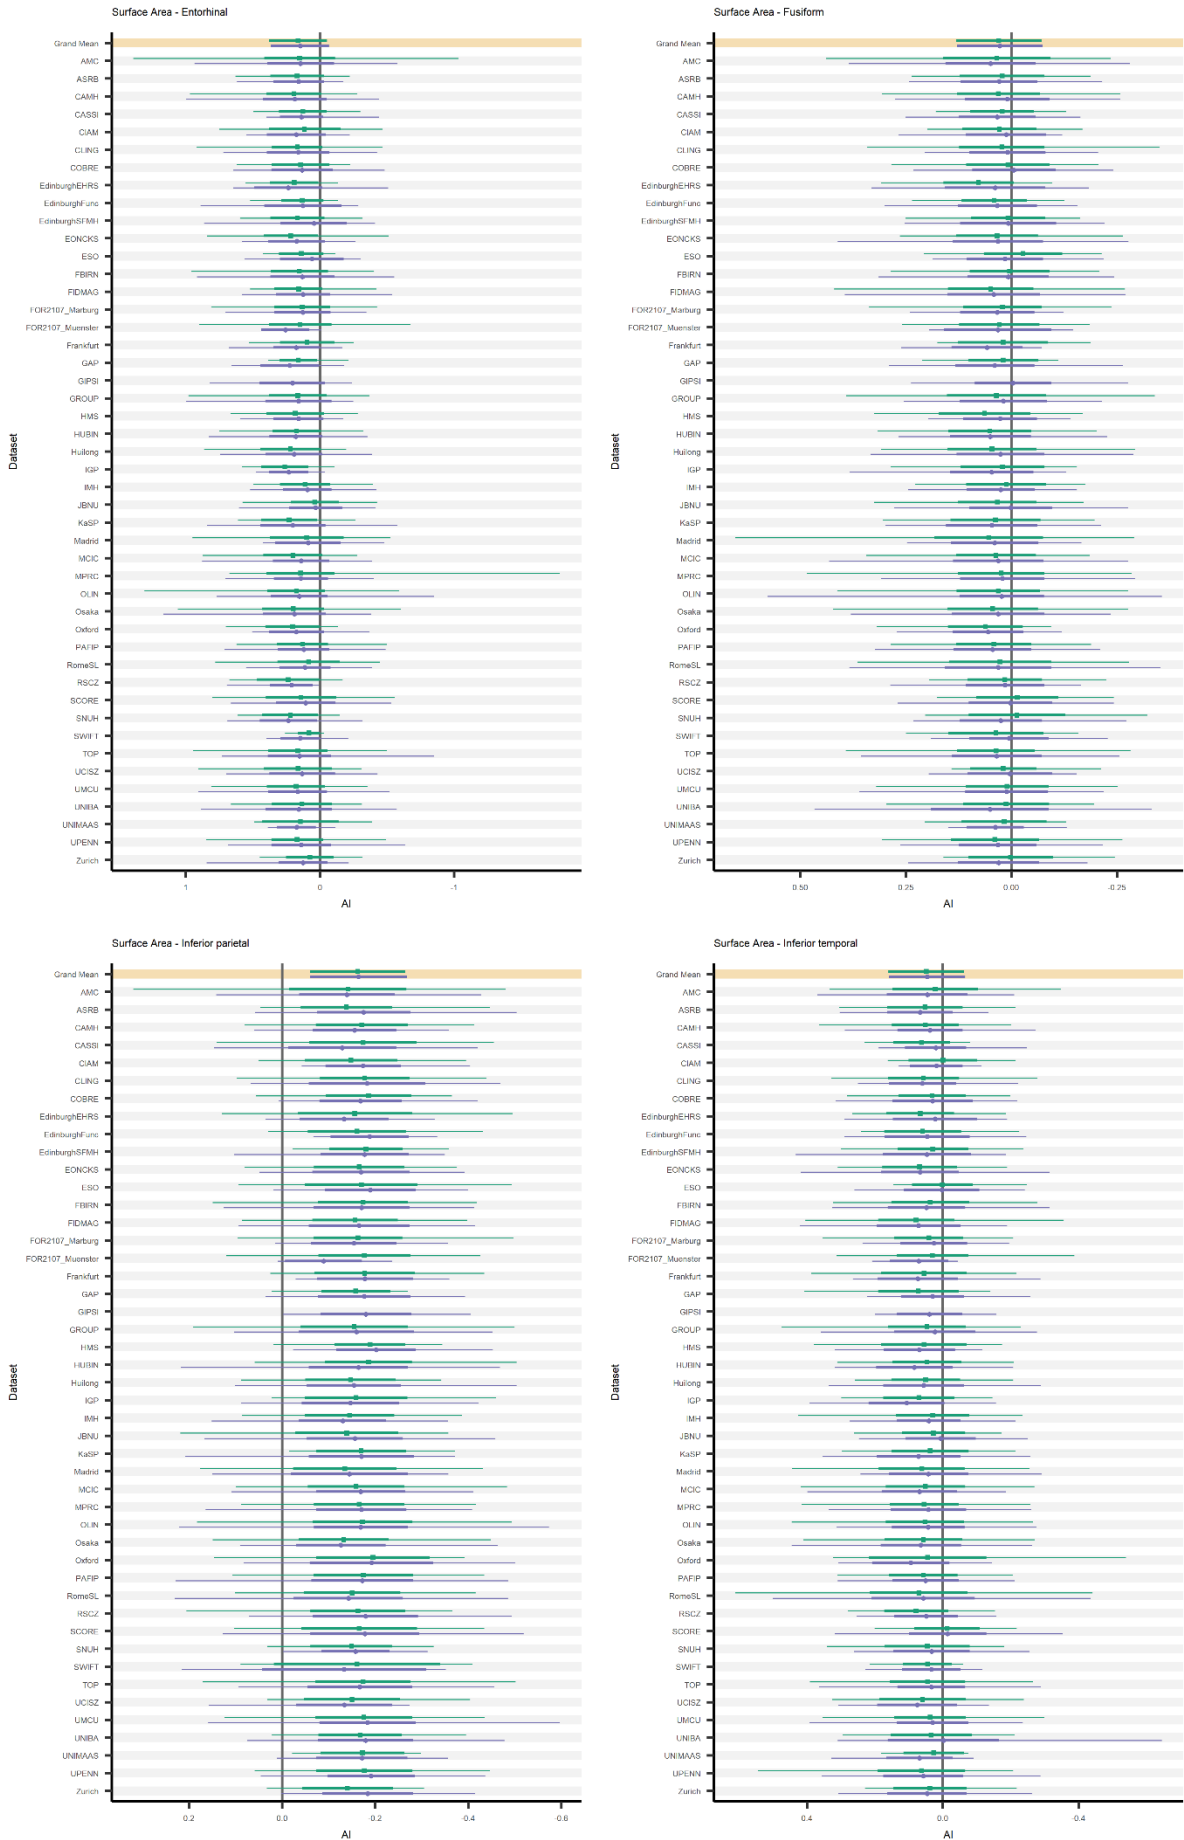 Surface Area - Entorhinal
Grand Mean
AMC
ASRB
CAMH
CASSI
CIAM
CLING
COBRE
EdinburghEHRS
EdinburghFunc
EdinburghSFMH
EONCKS
ESO
FBIRN
FIDMAG
FOR2107_Marburg
FOR2107_Muenster
Frankfurt
GAP
GIPSI
GROUP
HMS
HUBIN
Huilong
IGP
IMH
JBNU
KaSP
Madrid
MCIC
MPRC
OLIN
Osaka
Oxford
PAFIP
RomeSL
RSCZ
SCORE
SNUH
SWIFT
TOP
UCISZ
UMCU
UNIBA
UNIMAAS
UPENN
Zurich
Dataset
1 0 -1
AI
Surface Area - Fusiform
Grand Mean
AMC
ASRB
CAMH
CASSI
CIAM
CLING
COBRE
EdinburghEHRS
EdinburghFunc
EdinburghSFMH
EONCKS
ESO
FBIRN
FIDMAG
FOR2107_Marburg
FOR2107_Muenster
Frankfurt
GAP
GIPSI
GROUP
HMS
HUBIN
Huilong
IGP
IMH
JBNU
KaSP
Madrid
MCIC
MPRC
OLIN
Osaka
Oxford
PAFIP
RomeSL
RSCZ
SCORE
SNUH
SWIFT
TOP
UCISZ
UMCU
UNIBA
UNIMAAS
UPENN
Zurich
Dataset
0.50 0.25 0.00 -0.25
AI
Surface Area - Inferior parietal
Grand Mean
AMC
ASRB
CAMH
CASSI
CIAM
CLING
COBRE
EdinburghEHRS
EdinburghFunc
EdinburghSFMH
EONCKS
ESO
FBIRN
FIDMAG
FOR2107_Marburg
FOR2107_Muenster
Frankfurt
GAP
GIPSI
GROUP
HMS
HUBIN
Huilong
IGP
IMH
JBNU
KaSP
Madrid
MCIC
MPRC
OLIN
Osaka
Oxford
PAFIP
RomeSL
RSCZ
SCORE
SNUH
SWIFT
TOP
UCISZ
UMCU
UNIBA
UNIMAAS
UPENN
Zurich
Dataset
0.2 0.0 -0.2 -0.4 -0.6
AI
Surface Area - Inferior temporal
Grand Mean
AMC
ASRB
CAMH
CASSI
CIAM
CLING
COBRE
EdinburghEHRS
EdinburghFunc
EdinburghSFMH
EONCKS
ESO
FBIRN
FIDMAG
FOR2107_Marburg
FOR2107_Muenster
Frankfurt
GAP
GIPSI
GROUP
HMS
HUBIN
Huilong
IGP
IMH
JBNU
KaSP
Madrid
MCIC
MPRC
OLIN
Osaka
Oxford
PAFIP
RomeSL
RSCZ
SCORE
SNUH
SWIFT
TOP
UCISZ
UMCU
UNIBA
UNIMAAS
UPENN
Zurich
Dataset
0.4 0.0 -0.4
AI